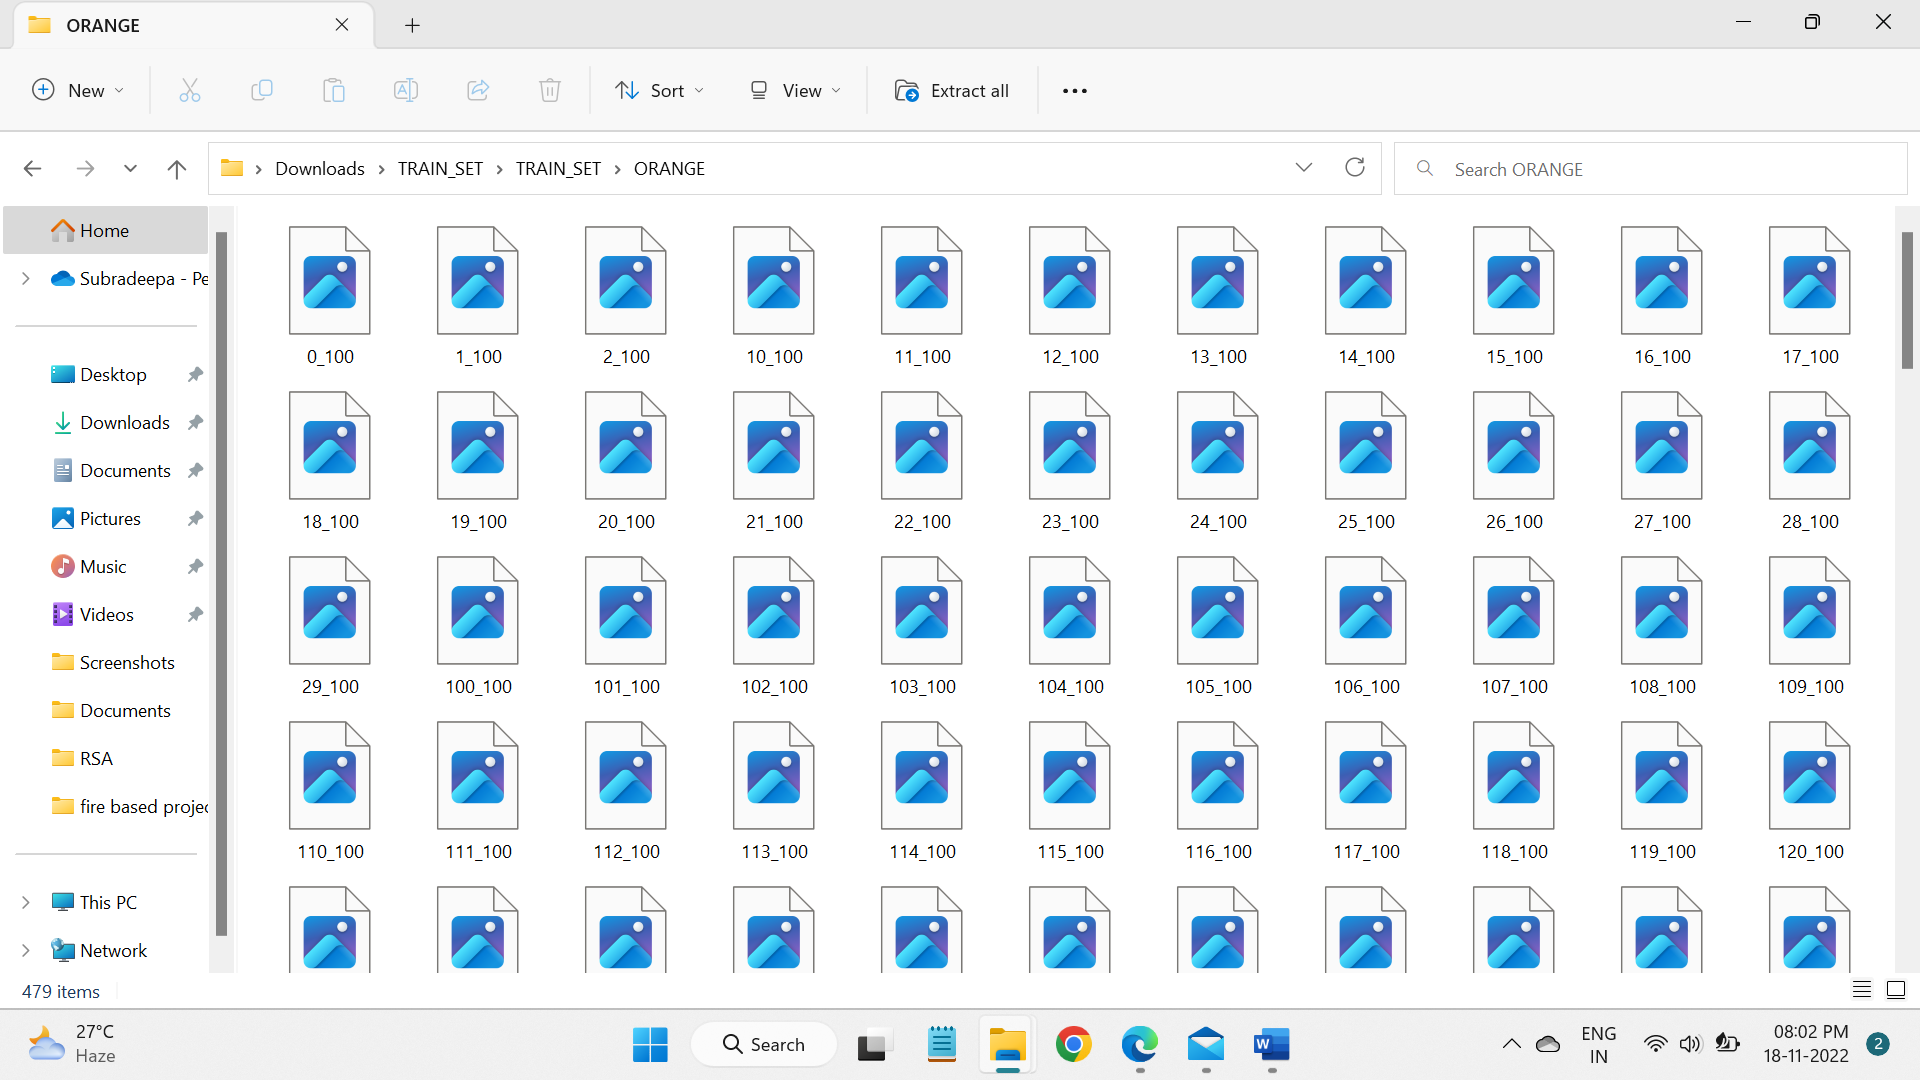 ORANGE
New
Sort
View
Extract all
Downloads > TRAIN_SET > TRAIN_SET > ORANGE
Search ORANGE
Home
Subradeepa - Pe
Desktop
Downloads
Documents
Pictures
Music
Videos
Screenshots
Documents
RSA
fire based projec
This PC
Network
0_100 1_100 2_100 10_100 11_100 12_100 13_100 14_100 15_100 16_100 17_100
18_100 19_100 20_100 21_100 22_100 23_100 24_100 25_100 26_100 27_100 28_100
29_100 100_100 101_100 102_100 103_100 104_100 105_100 106_100 107_100 108_100 109_100
110_100 111_100 112_100 113_100 114_100 115_100 116_100 117_100 118_100 119_100 120_100
479 items
27°C
Haze
Search
W
ENG
IN
08:02 PM
18-11-2022
2